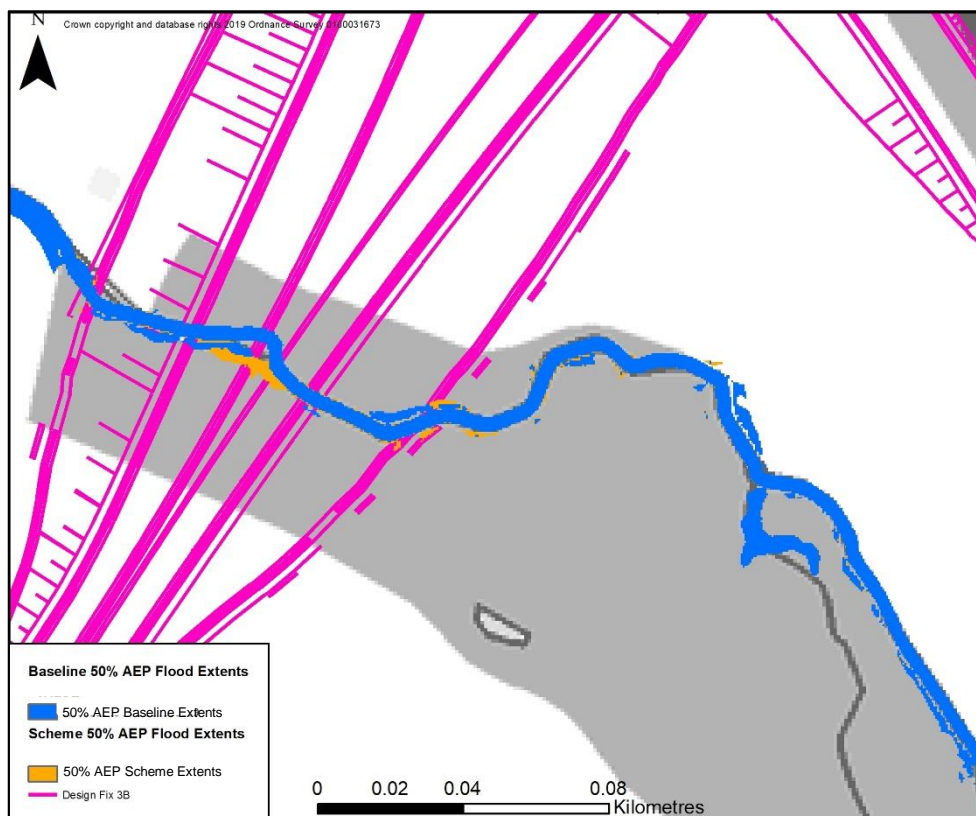 Crown copyright and database rights 2019 Ordnance Survey 0100031673
N
Baseline 50% AEP Flood Extents
50% AEP Baseline Extents
Scheme 50% AEP Flood Extents
50% AEP Scheme Extents
Design Fix 3B
0 0.02 0.04 0.08
Kilometres